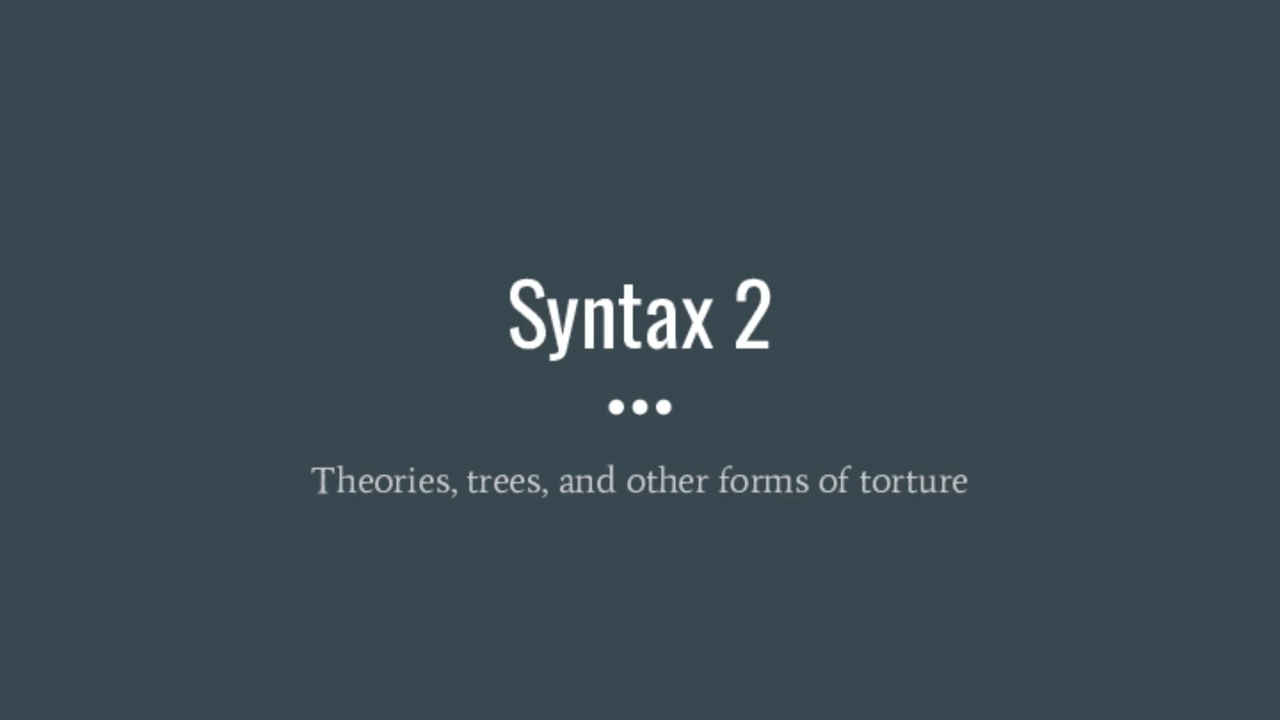 Syntax 2
Theories, trees, and other forms of torture